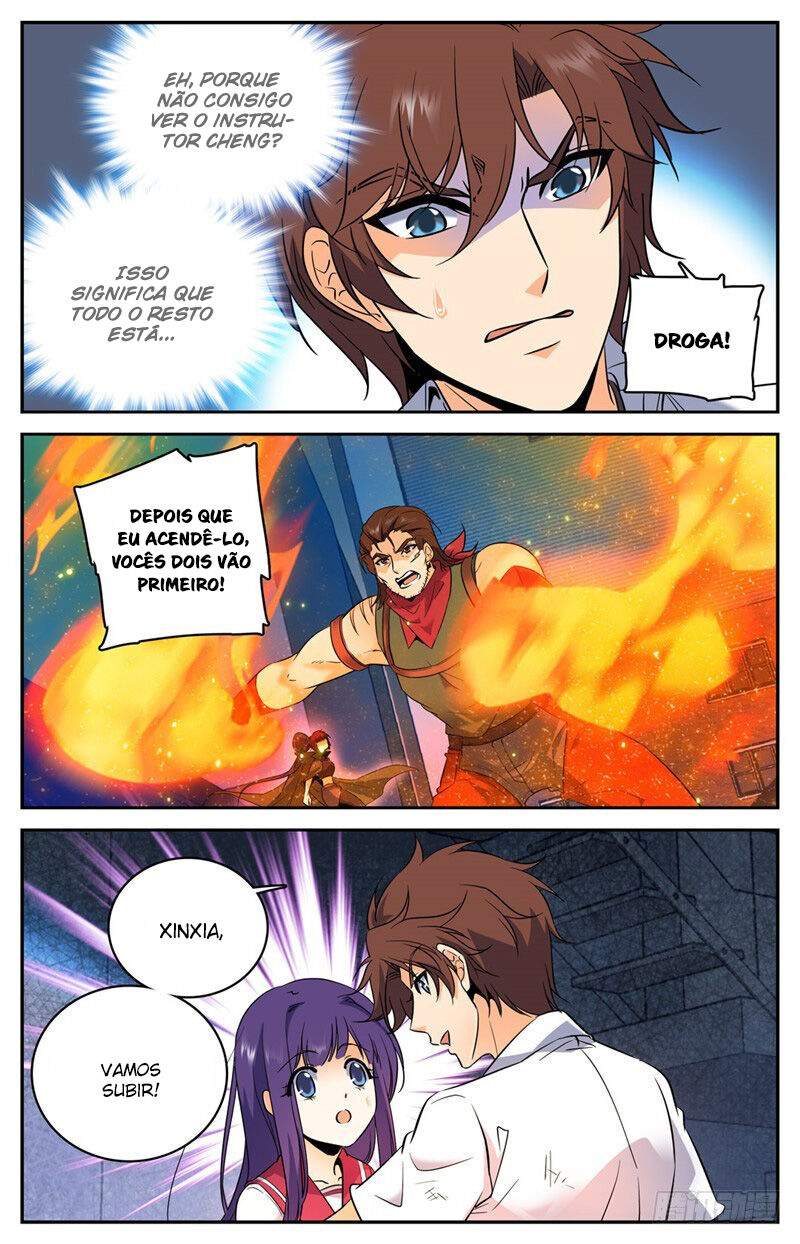 EH, PORQUE
NÃO CONSIGO
VER O INSTRU-
TOR CHENG?
ISSO
SIGNIFICA QUE
TODO O RESTO
ESTÁ...
DROGA!
DEPOIS QUE
EU ACENDÊ-LO,
VOCÊS DOIS VÃO
PRIMEIRO!
XINXIA,
VAMOS
SUBIR!